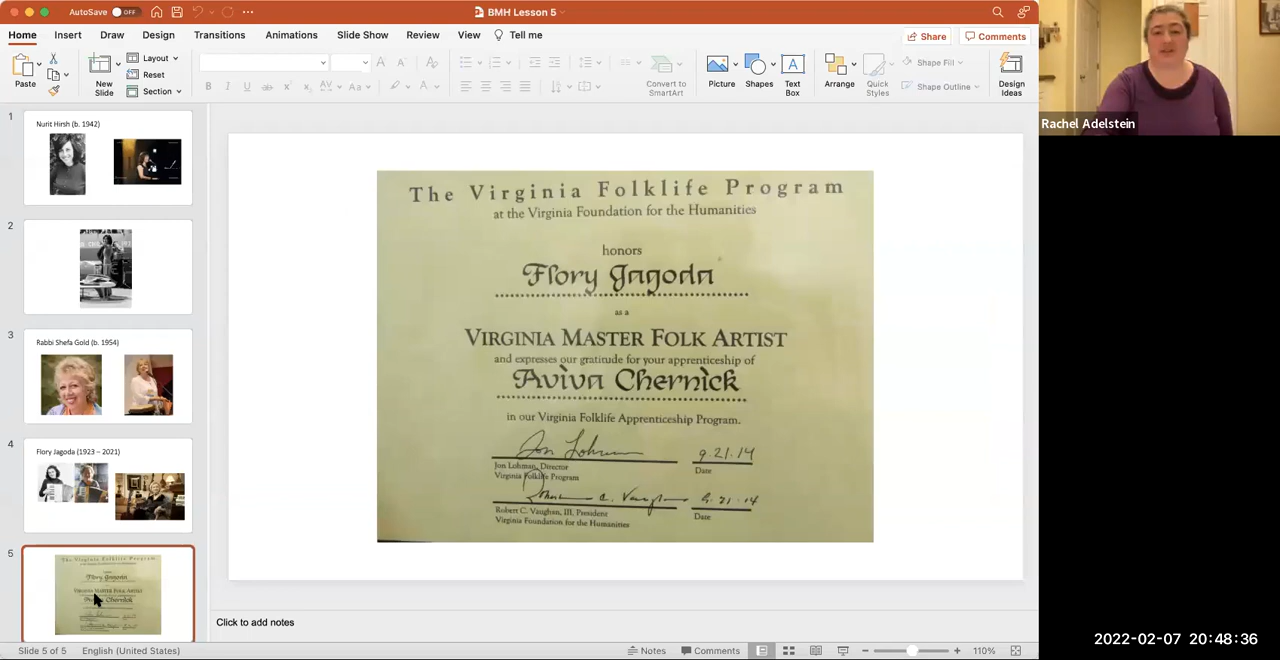 AutoSave OFF
BMH Lesson 5
Home Insert Draw Design Transitions Animations Slide Show Review View Tell me
Share Comments
Paste
New Slide
Layout
Reset
Section
Convert to SmartArt
Picture
Shapes
Text Box
Arrange
Quick Styles
Shape Fill
Shape Outline
Design Ideas
Rachel Adelstein
1
Nurit Hirsh (b. 1942)
2
3
Rabbi Shefa Gold (b. 1954)
4
Flory Jagoda (1923 – 2021)
5
The Virginia Folklife Program
at the Virginia Foundation for the Humanities
honors
Flory Jagoda
as a
VIRGINIA MASTER FOLK ARTIST
and expresses our gratitude for your apprenticeship of
Aviva Chernick
in our Virginia Folklife Apprenticeship Program.
Jon Lohman 9.21.14
Jon Lohman, Director Date
Virginia Folklife Program
9.21.14
Robert C. Vaughan, III, President Date
Virginia Foundation for the Humanities
Click to add notes
Slide 5 of 5 English (United States) Notes Comments 110%
2022-02-07 20:48:36